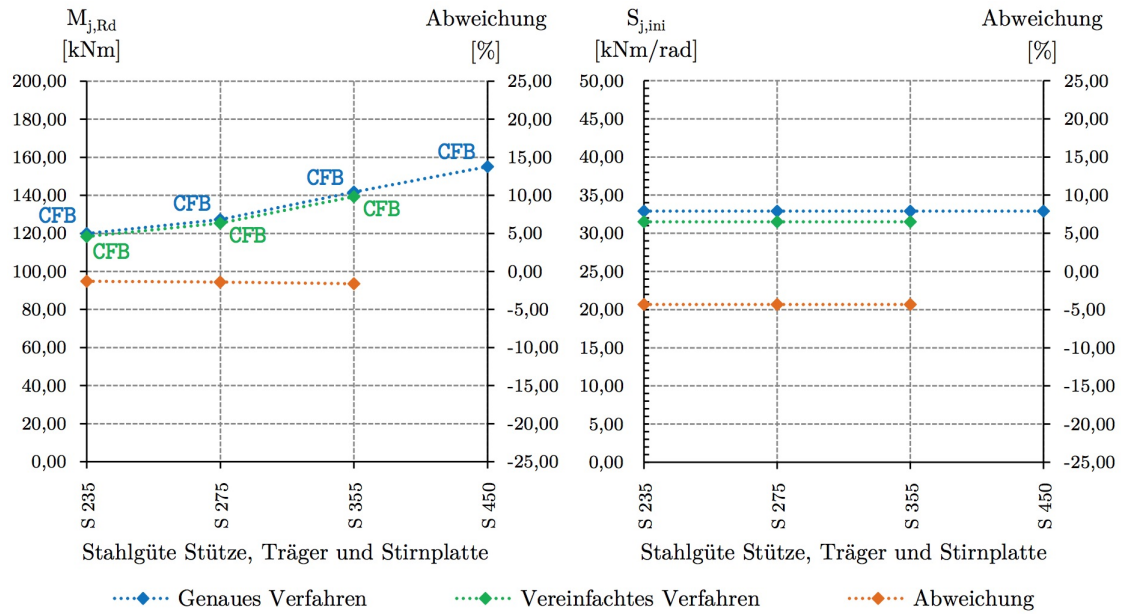 M_j,Rd
[kNm]
Abweichung
[%]
200,00
180,00
160,00
140,00
120,00
100,00
80,00
60,00
40,00
20,00
0,00
25,00
20,00
15,00
10,00
5,00
0,00
-5,00
-10,00
-15,00
-20,00
-25,00
CFB
CFB
CFB
CFB
CFB
CFB
CFB
S 235
S 275
S 355
S 450
Stahlgüte Stütze, Träger und Stirnplatte
S_j,ini
[kNm/rad]
Abweichung
[%]
50,00
45,00
40,00
35,00
30,00
25,00
20,00
15,00
10,00
5,00
0,00
25,00
20,00
15,00
10,00
5,00
0,00
-5,00
-10,00
-15,00
-20,00
-25,00
S 235
S 275
S 355
S 450
Stahlgüte Stütze, Träger und Stirnplatte
Genaues Verfahren
Vereinfachtes Verfahren
Abweichung